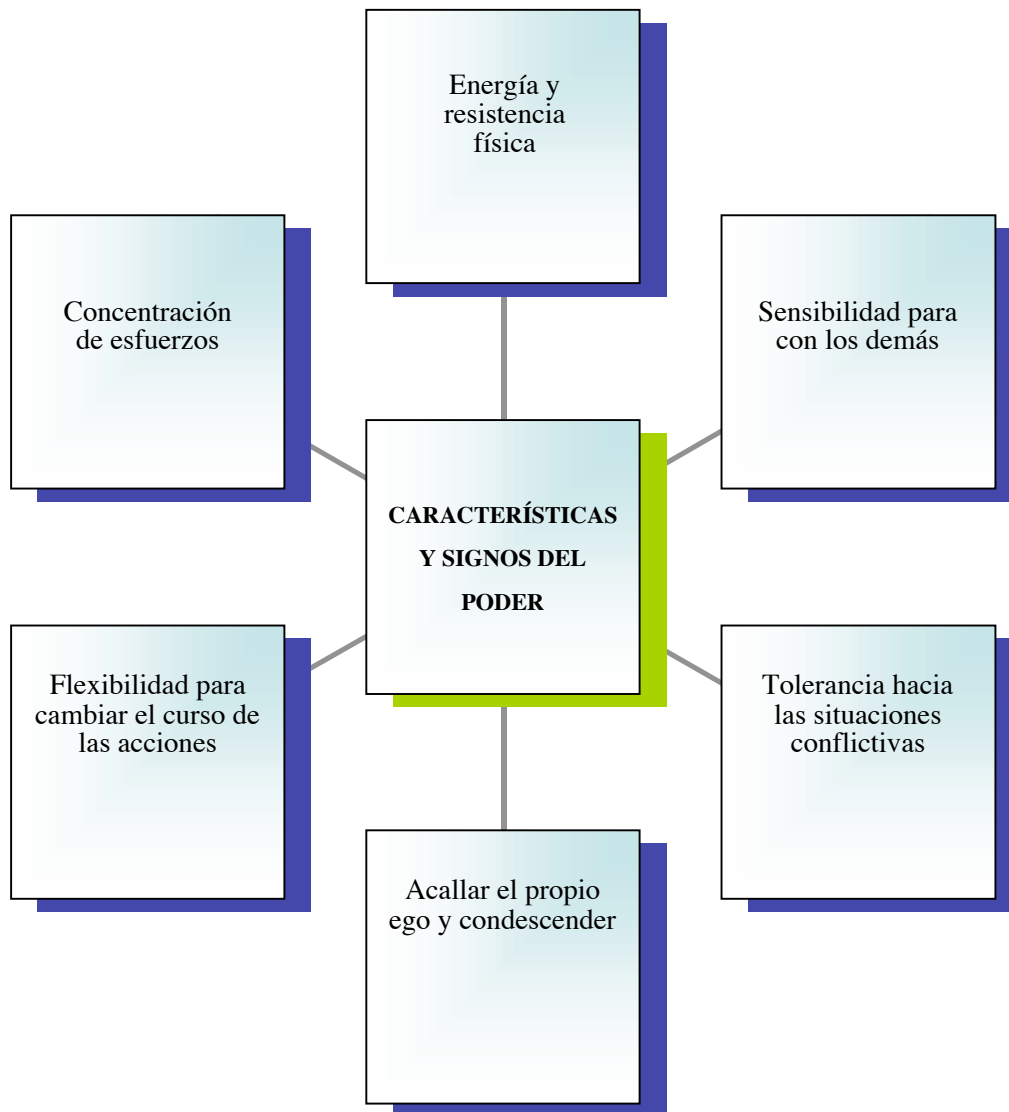 Energía y
resistencia
física
Concentración
de esfuerzos
Sensibilidad para
con los demás
CARACTERÍSTICAS
Y SIGNOS DEL
PODER
Flexibilidad para
cambiar el curso de
las acciones
Tolerancia hacia
las situaciones
conflictivas
Acallar el propio
ego y condescender